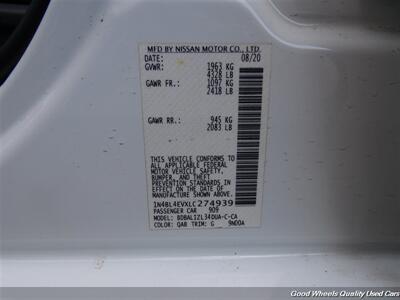 MFD BY NISSAN MOTOR CO., LTD.
DATE: 08/20
GVWR: 1963 KG
4328 LB
GAWR FR.: 1097 KG
2418 LB
GAWR RR.: 945 KG
2083 LB
THIS VEHICLE CONFORMS TO
ALL APPLICABLE FEDERAL
MOTOR VEHICLE SAFETY,
BUMPER, AND THEFT
PREVENTION STANDARDS IN
EFFECT ON THE DATE OF
MANUFACTURE SHOWN ABOVE.
1N4BL4EVXLC274939
PASSENGER CAR 909
MODEL: BDBALIZL34DUA-C-CA
COLOR: QAB TRIM: G 9N00A
Good Wheels Quality Used Cars